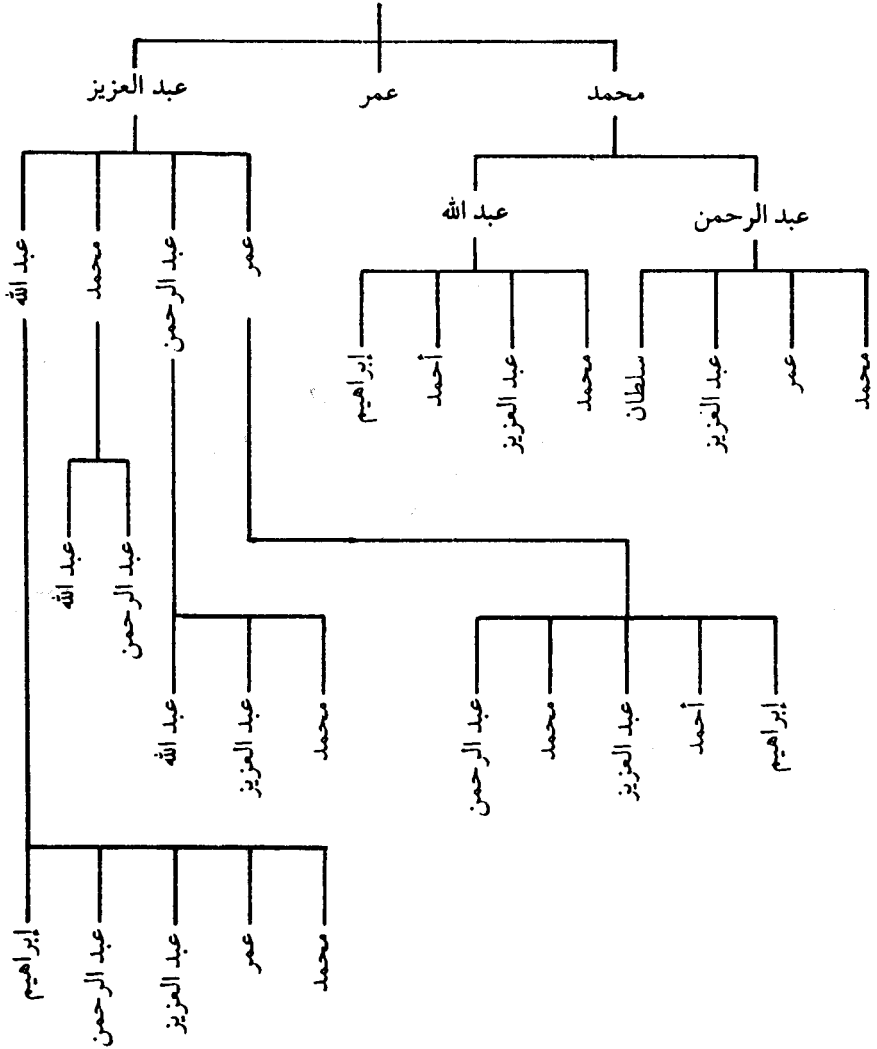 محمد
عمر
عبد العزيز
عبد الرحمن
عبد الله
محمد
عمر
عبد العزيز
سلطان
محمد
عبد العزيز
أحمد
إبراهيم
عمر
عبد الرحمن
محمد
عبد الله
عبد الرحمن
عبد الله
إبراهيم
أحمد
عبد العزيز
محمد
عبد الرحمن
محمد
عبد العزيز
عبد الله
محمد
عمر
عبد العزيز
عبد الرحمن
إبراهيم